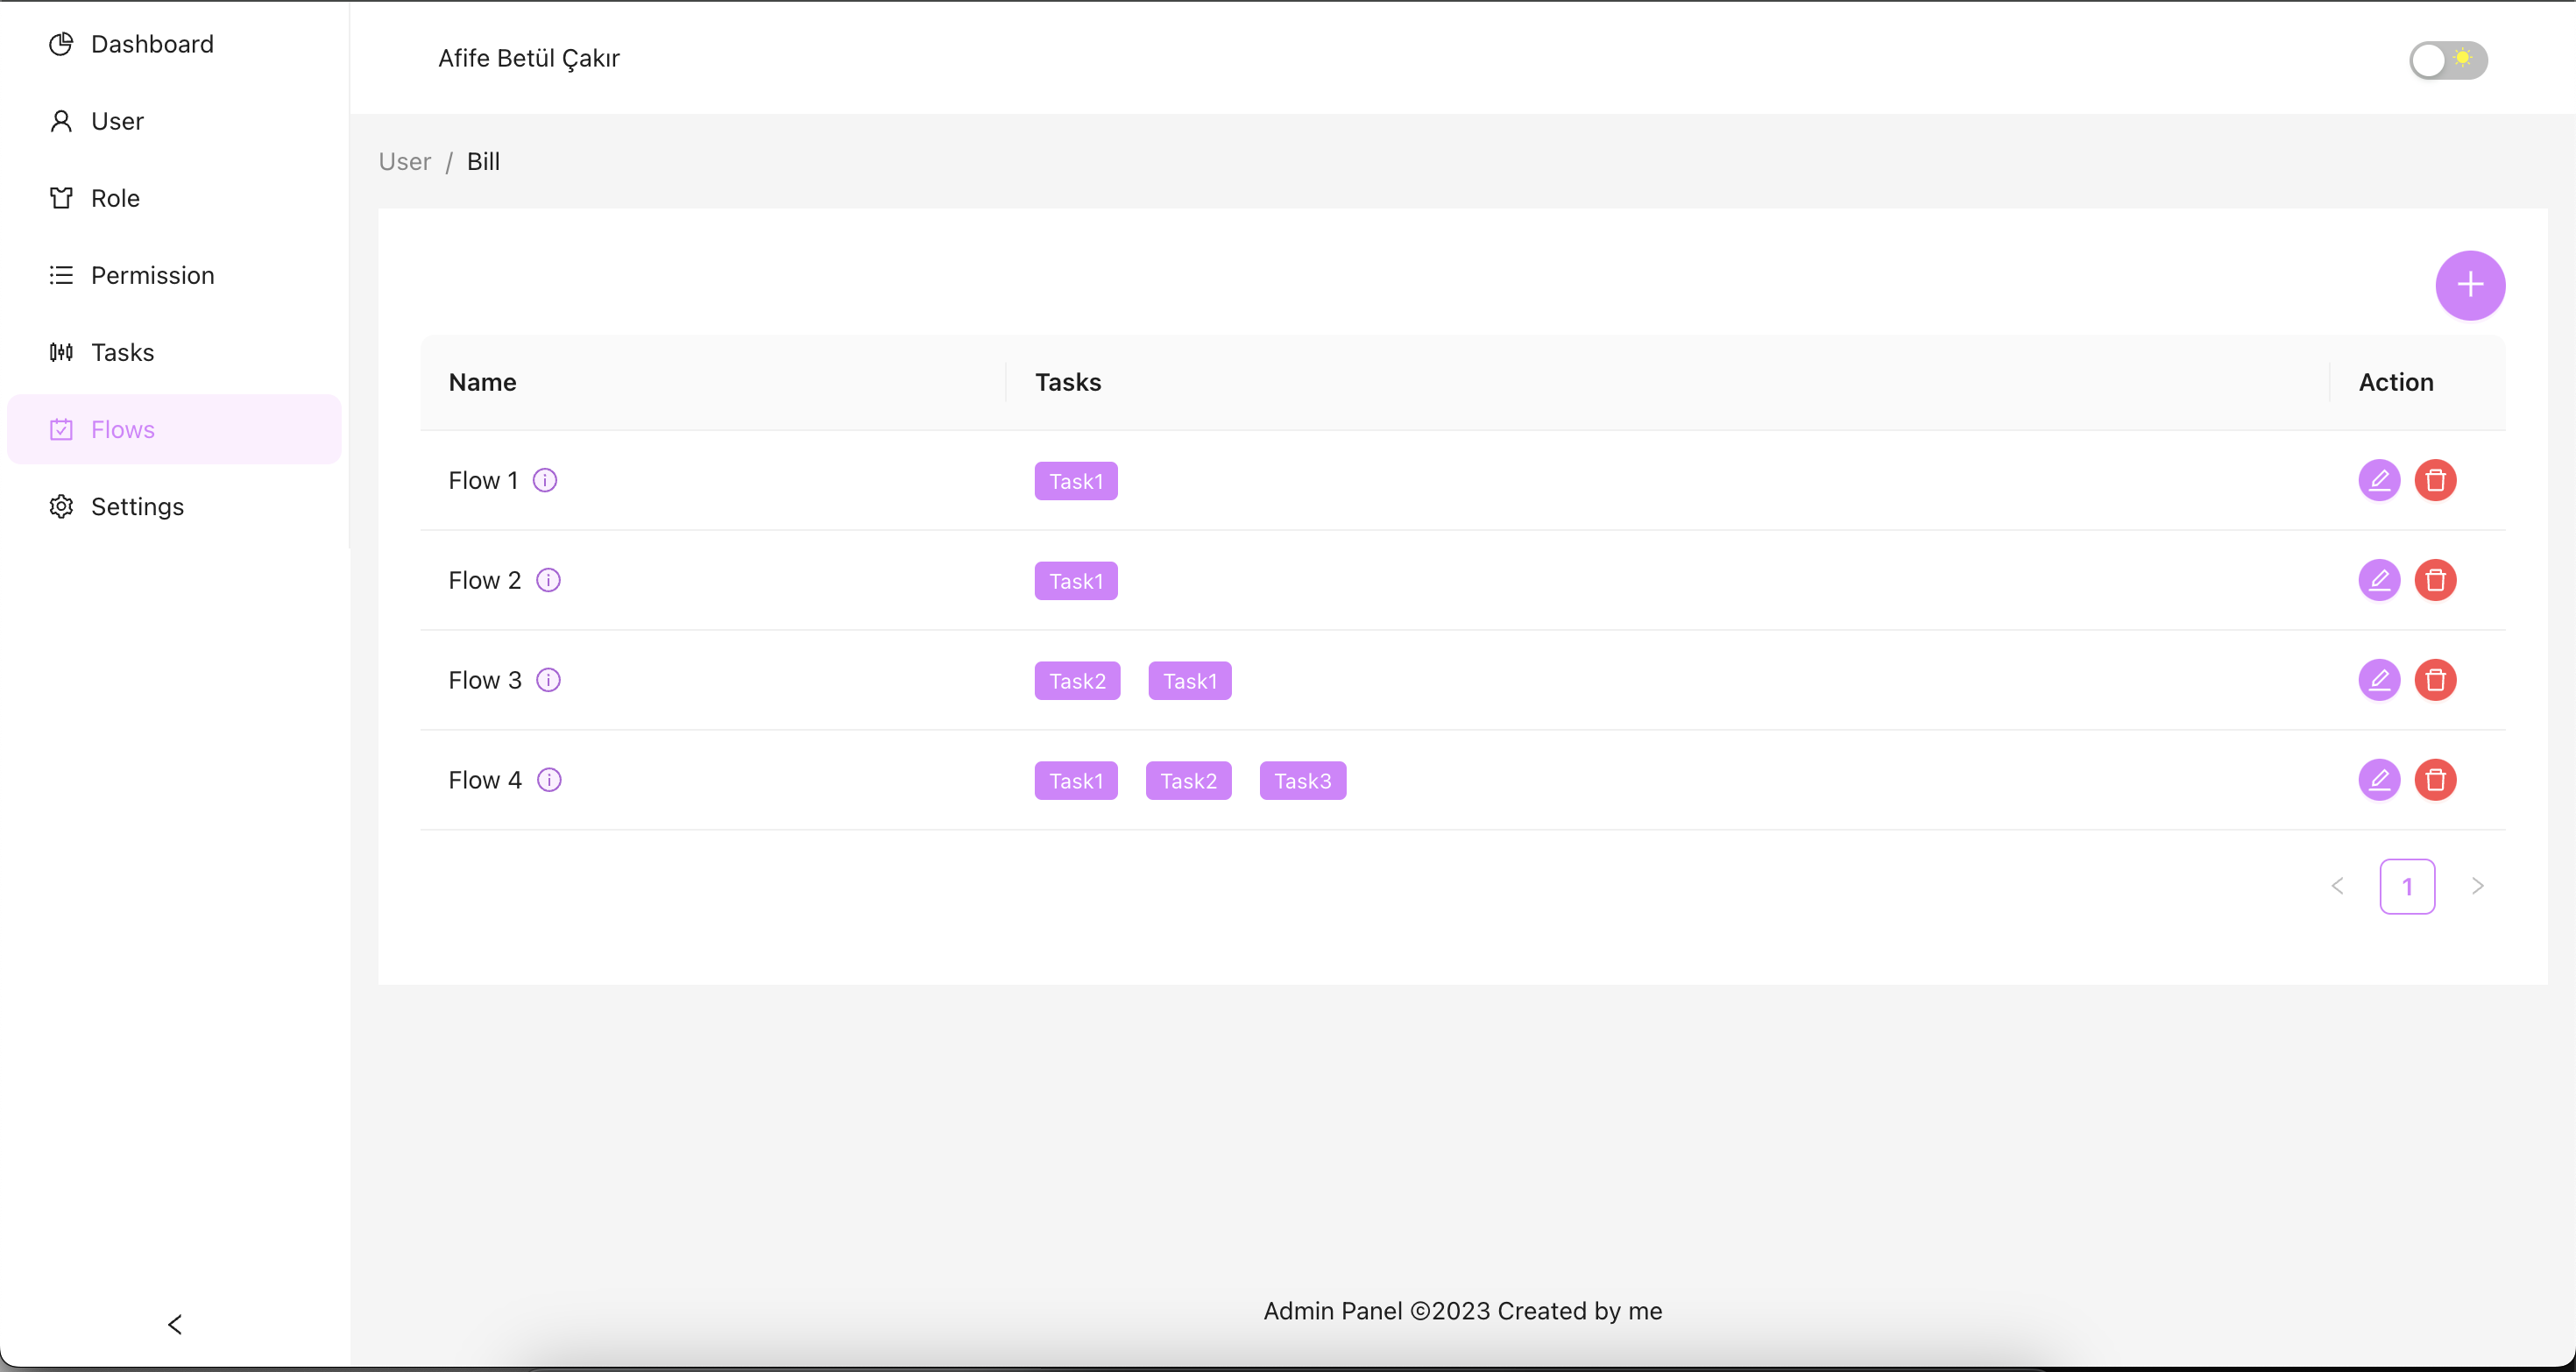 Dashboard
User
Role
Permission
Tasks
Flows
Settings
Afife Betül Çakır
User / Bill
Name Tasks Action
Flow 1 Task1
Flow 2 Task1
Flow 3 Task2 Task1
Flow 4 Task1 Task2 Task3
1
Admin Panel ©2023 Created by me